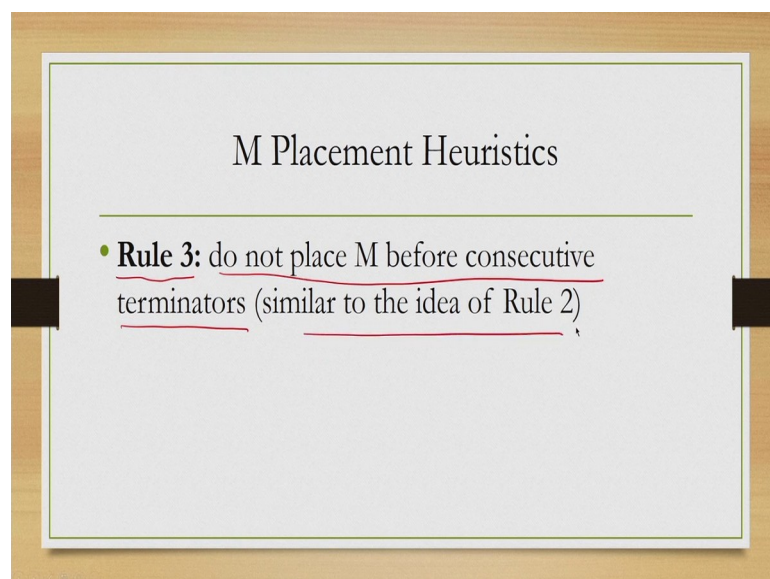 M Placement Heuristics
• Rule 3: do not place M before consecutive
terminators (similar to the idea of Rule 2)